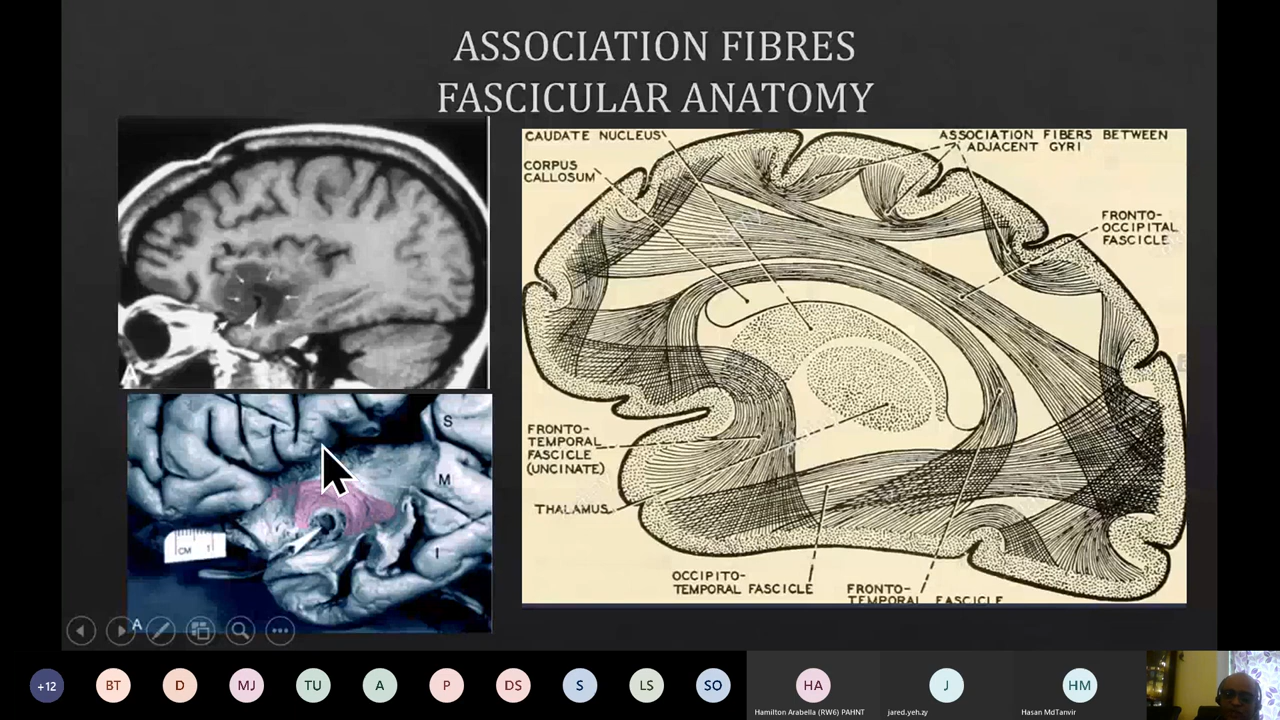 ASSOCIATION FIBRES
FASCICULAR ANATOMY
CAUDATE NUCLEUS
CORPUS
CALLOSUM
ASSOCIATION FIBERS BETWEEN
ADJACENT GYRI
FRONTO-
OCCIPITAL
FASCICLE
FRONTO-
TEMPORAL
FASCICLE
(UNCINATE)
THALAMUS
OCCIPITO-
TEMPORAL FASCICLE
FRONTO-
TEMPORAL FASCICLE
A
S
M
I
CM 1
A
+12
BT
D
MJ
TU
A
P
DS
S
LS
SO
HA
J
HM
Hamilton Arabella (RW6) PAHNT
jared.yeh.zy
Hasan MdTanvir